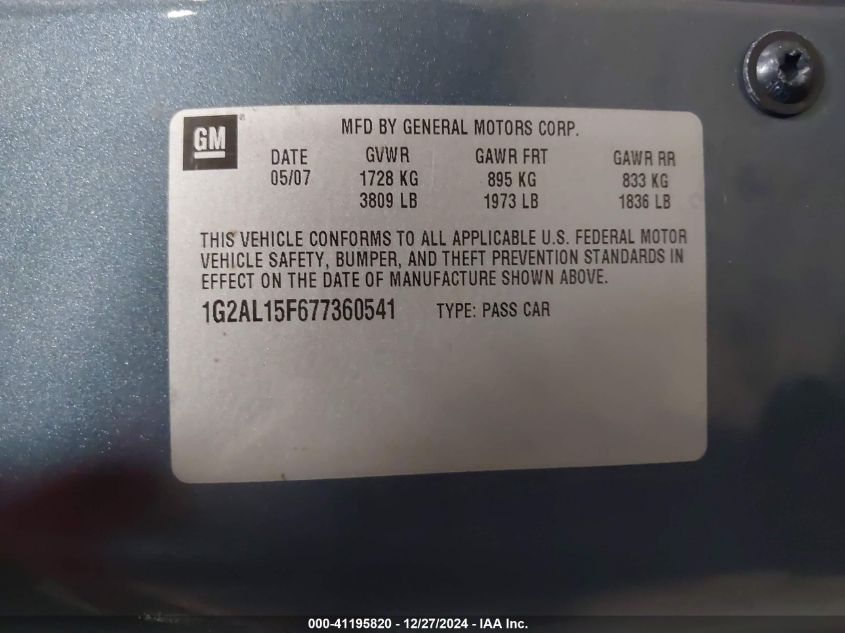 GM®
MFD BY GENERAL MOTORS CORP.
DATE GVWR GAWR FRT GAWR RR
05/07 1728 KG 895 KG 833 KG
3809 LB 1973 LB 1836 LB
THIS VEHICLE CONFORMS TO ALL APPLICABLE U.S. FEDERAL MOTOR
VEHICLE SAFETY, BUMPER, AND THEFT PREVENTION STANDARDS IN
EFFECT ON THE DATE OF MANUFACTURE SHOWN ABOVE.
1G2AL15F677360541 TYPE: PASS CAR
000-41195820 - 12/27/2024 - IAA Inc.